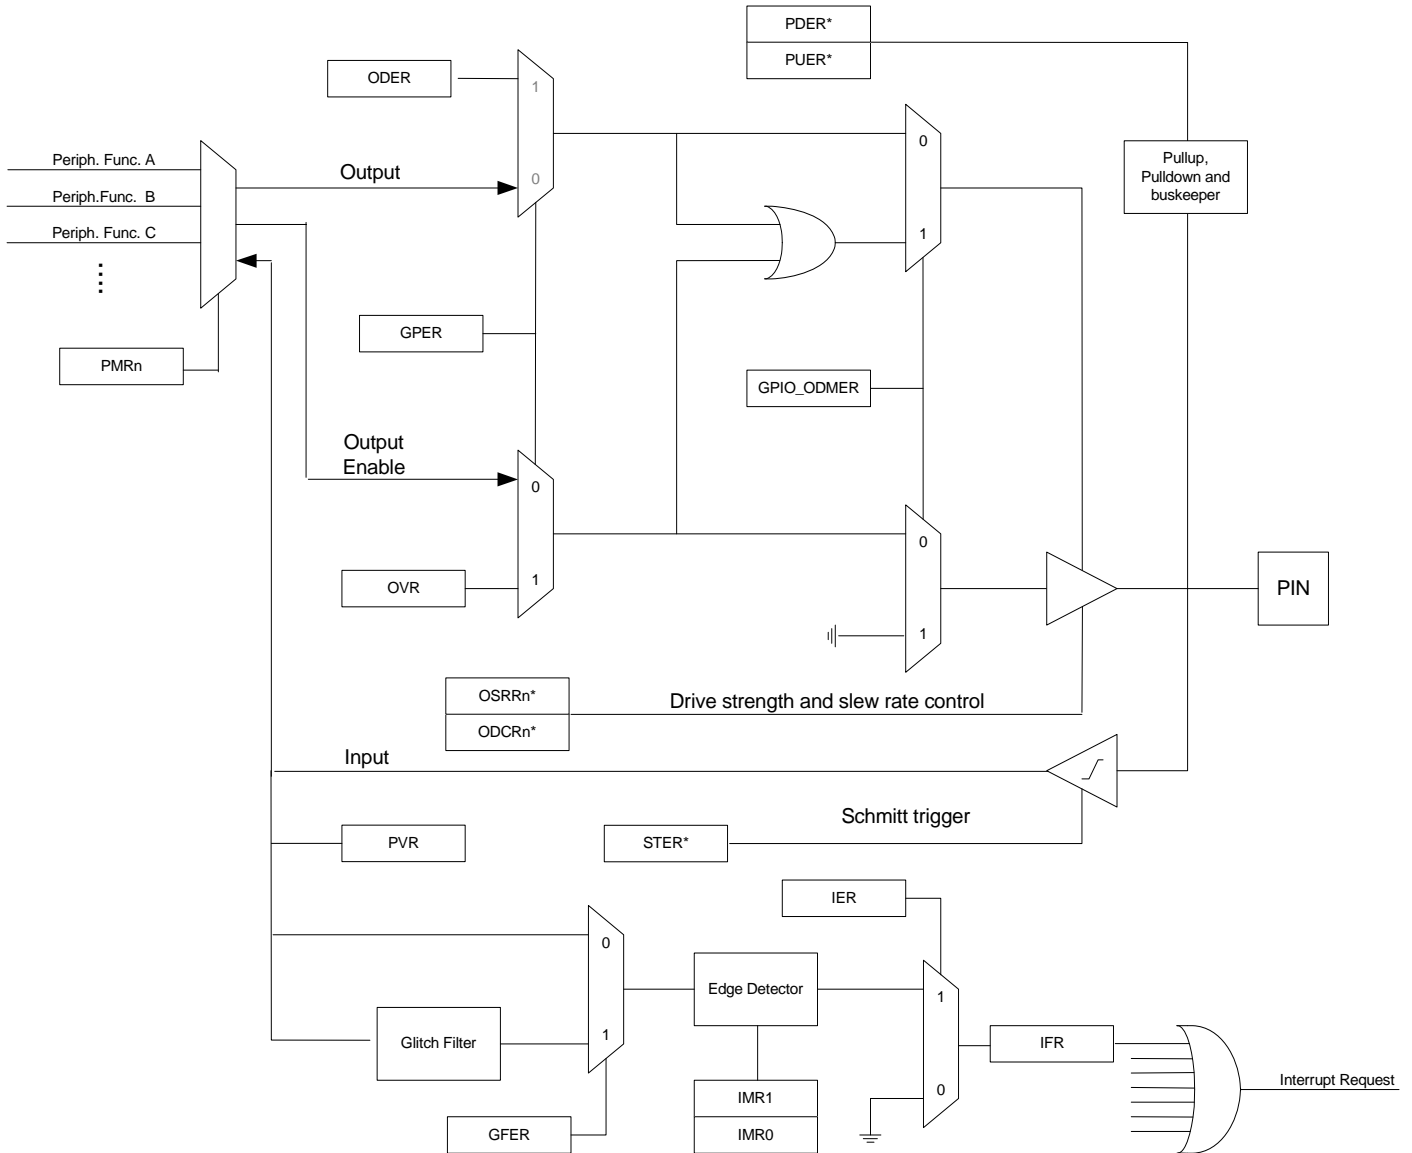 PDER*
PUER*
ODER
1
0
Periph. Func. A
Periph.Func. B
Periph. Func. C
Output
0
1
Pullup,
Pulldown and
buskeeper
GPER
PMRn
GPIO_ODMER
Output
Enable
0
1
OVR
0
1
PIN
OSRRn*
ODCRn*
Drive strength and slew rate control
Input
Schmitt trigger
PVR
STER*
IER
0
1
Edge Detector
1
0
Glitch Filter
IFR
Interrupt Request
IMR1
IMR0
GFER